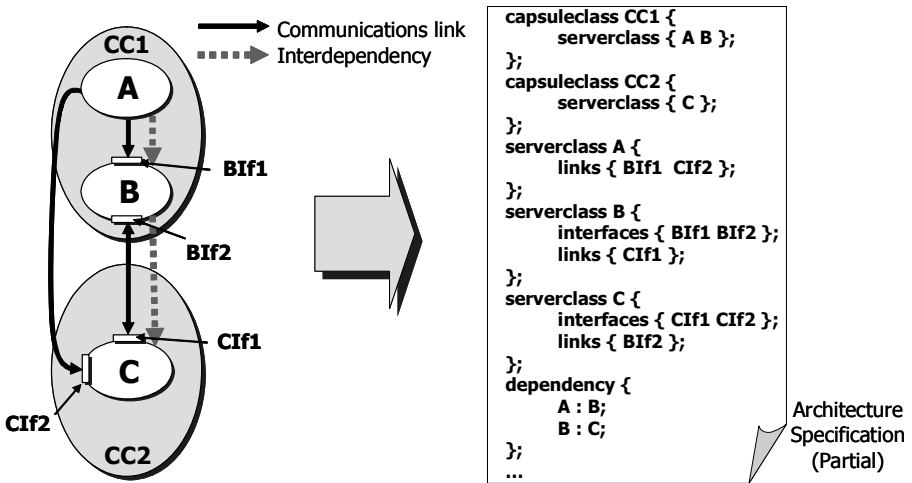 Communications link
Interdependency
CC1
A
BIf1
B
BIf2
CIf1
C
CIf2
CC2
capsuleclass CC1 {
serverclass { A B };
};
capsuleclass CC2 {
serverclass { C };
};
serverclass A {
links { BIf1 CIf2 };
};
serverclass B {
interfaces { BIf1 BIf2 };
links { CIf1 };
};
serverclass C {
interfaces { CIf1 CIf2 };
links { BIf2 };
};
dependency {
A : B;
B : C;
};
...
Architecture
Specification
(Partial)